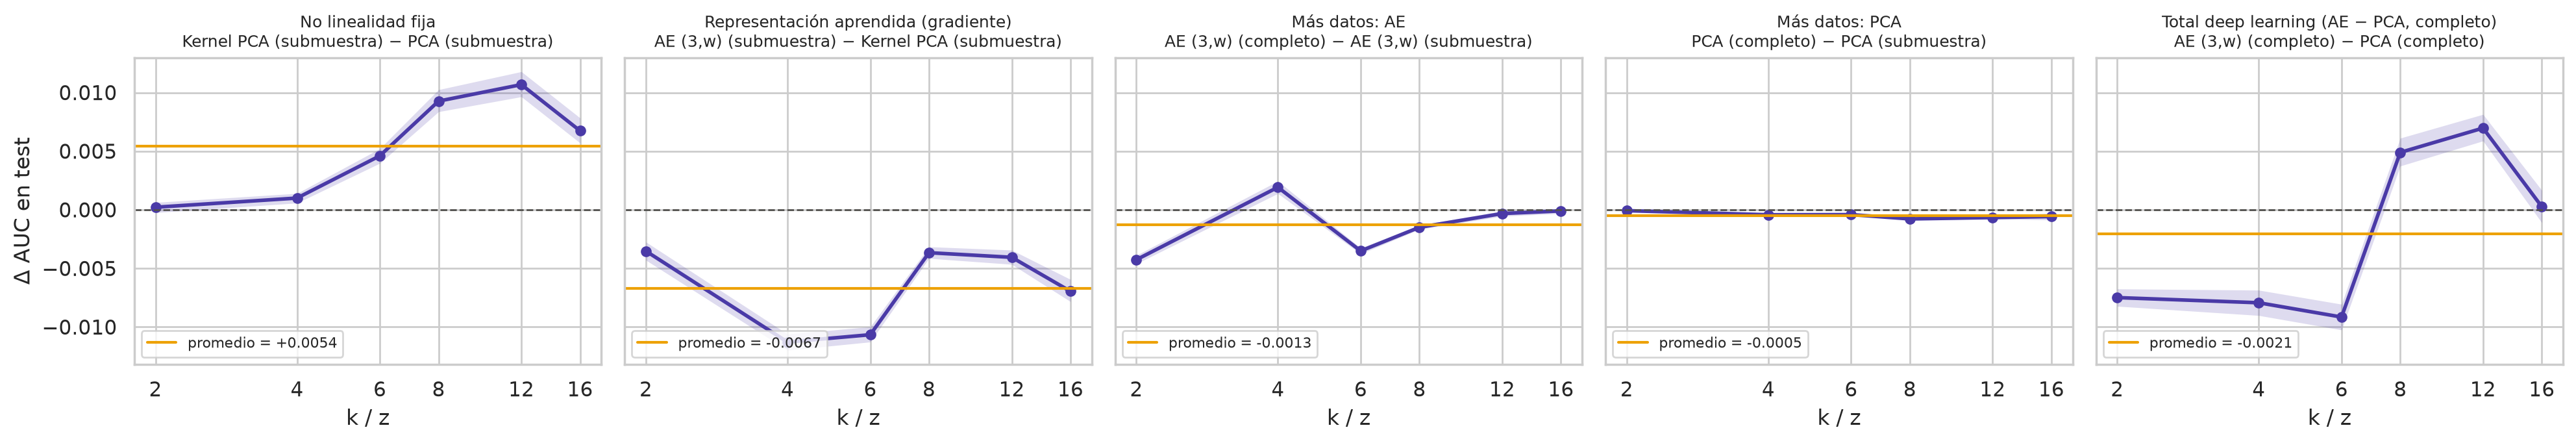 No linealidad fija
Kernel PCA (submuestra) − PCA (submuestra)
Representación aprendida (gradiente)
AE (3,w) (submuestra) − Kernel PCA (submuestra)
Más datos: AE
AE (3,w) (completo) − AE (3,w) (submuestra)
Más datos: PCA
PCA (completo) − PCA (submuestra)
Total deep learning (AE − PCA, completo)
AE (3,w) (completo) − PCA (completo)
Δ AUC en test
0.010
0.005
0.000
−0.005
−0.010
promedio = +0.0054
promedio = -0.0067
promedio = -0.0013
promedio = -0.0005
promedio = -0.0021
2 4 6 8 12 16
2 4 6 8 12 16
2 4 6 8 12 16
2 4 6 8 12 16
2 4 6 8 12 16
k / z
k / z
k / z
k / z
k / z